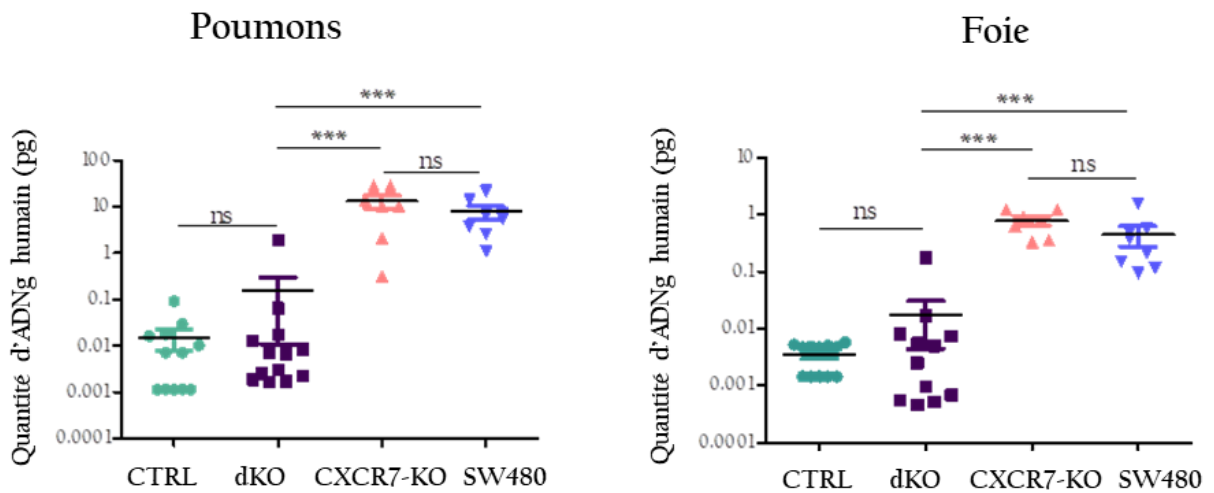 Poumons
Quantité d'ADNg humain (pg)
***
***
ns
ns
100
10
1
0.1
0.01
0.001
0.0001
CTRL dKO CXCR7-KO SW480
Foie
Quantité d'ADNg humain (pg)
***
***
ns
ns
10
1
0.1
0.01
0.001
0.0001
CTRL dKO CXCR7-KO SW480